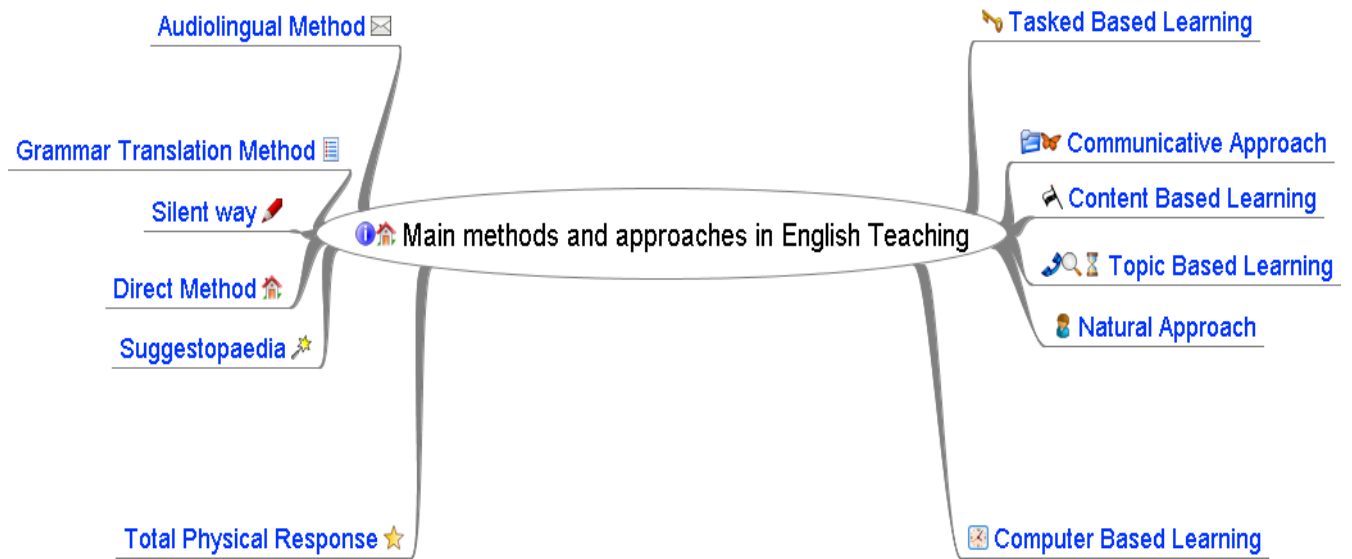 Audiolingual Method
Grammar Translation Method
Silent way
Direct Method
Suggestopaedia
Total Physical Response
Main methods and approaches in English Teaching
Tasked Based Learning
Communicative Approach
Content Based Learning
Topic Based Learning
Natural Approach
Computer Based Learning